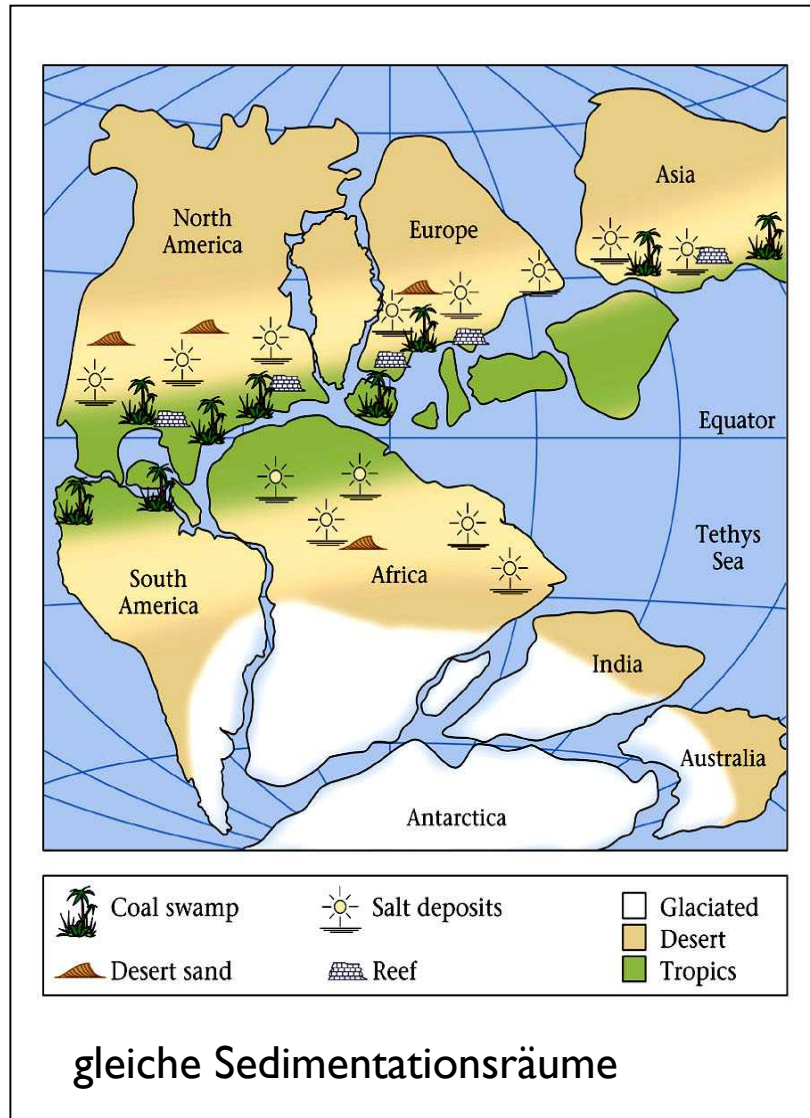 North
America
Europe
Asia
Equator
Tethys
Sea
South
America
Africa
India
Australia
Antarctica
Coal swamp
Salt deposits
Glaciated
Desert
Desert sand
Reef
Tropics
gleiche Sedimentationsräume